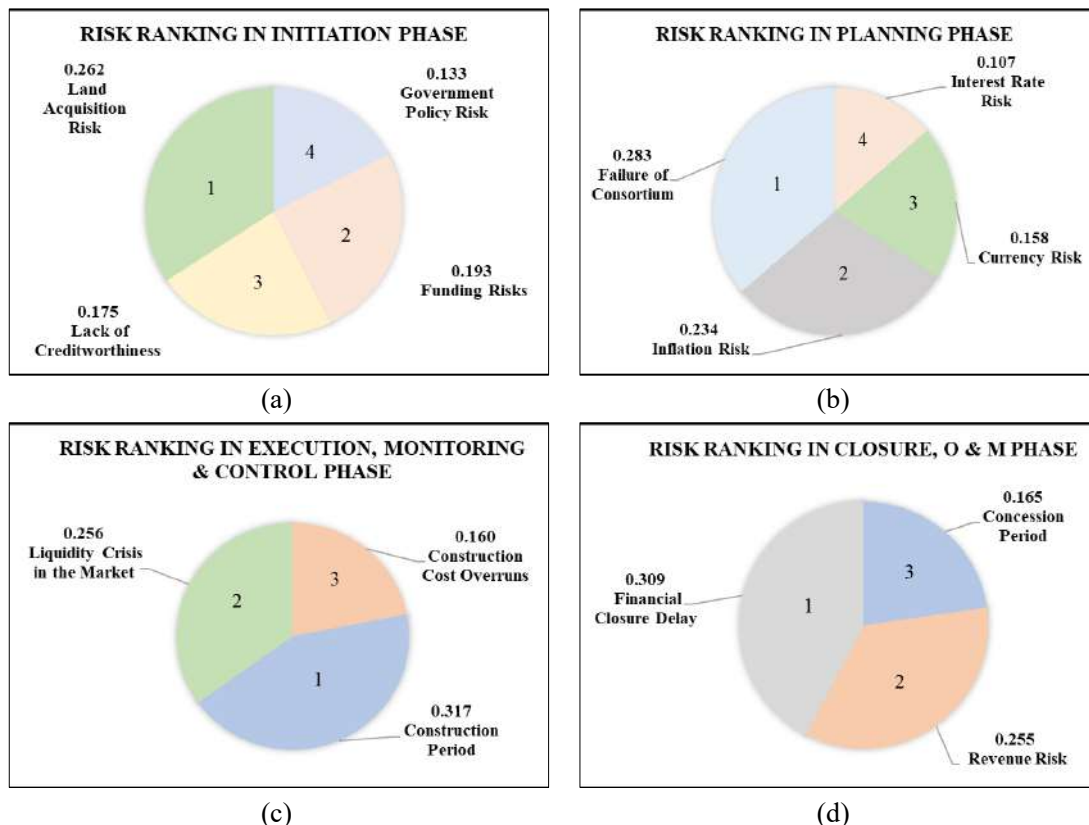 RISK RANKING IN INITIATION PHASE
0.262
Land
Acquisition
Risk
0.133
Government
Policy Risk
1
4
2
3
0.193
Funding Risks
0.175
Lack of
Creditworthiness
(a)
RISK RANKING IN PLANNING PHASE
0.107
Interest Rate
Risk
0.283
Failure of
Consortium
1
4
3
2
0.158
Currency Risk
0.234
Inflation Risk
(b)
RISK RANKING IN EXECUTION, MONITORING
& CONTROL PHASE
0.256
Liquidity Crisis
in the Market
0.160
Construction
Cost Overruns
2
3
1
0.317
Construction
Period
(c)
RISK RANKING IN CLOSURE, O & M PHASE
0.165
Concession
Period
0.309
Financial
Closure Delay
1
3
2
0.255
Revenue Risk
(d)